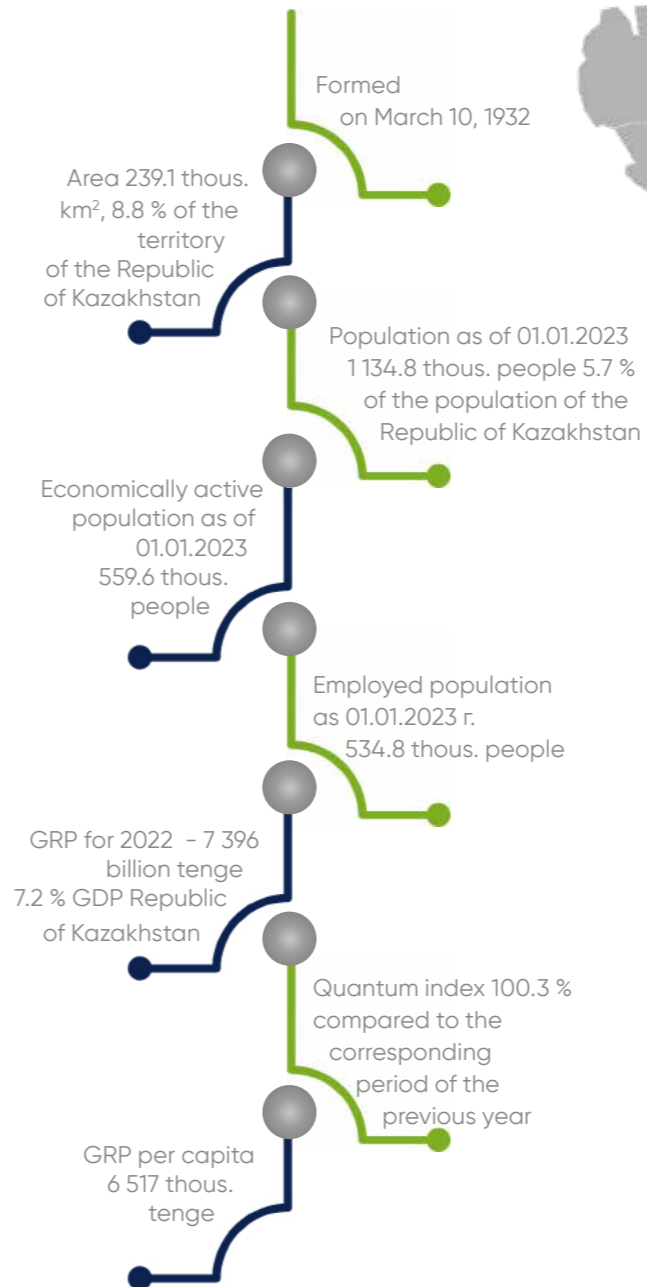 Formed
on March 10, 1932
Area 239.1 thous.
km², 8.8 % of the
territory
of the Republic
of Kazakhstan
Population as of 01.01.2023
1 134.8 thous. people 5.7 %
of the population of the
Republic of Kazakhstan
Economically active
population as of
01.01.2023
559.6 thous.
people
Employed population
as 01.01.2023 г.
534.8 thous. people
GRP for 2022 - 7 396
billion tenge
7.2 % GDP Republic
of Kazakhstan
Quantum index 100.3 %
compared to the
corresponding
period of the
previous year
GRP per capita
6 517 thous.
tenge